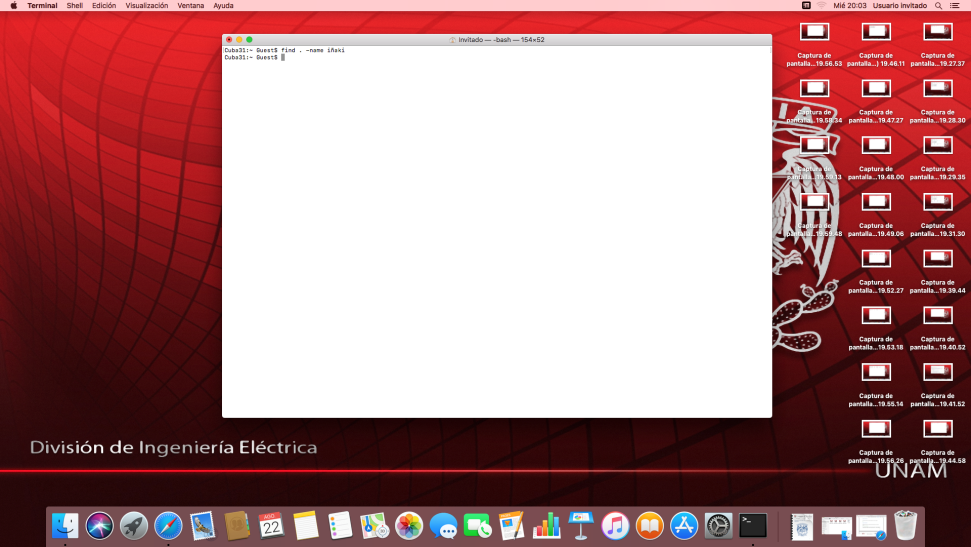 Terminal Shell Edición Visualización Ventana Ayuda
Mié 20:03 Usuario invitado
Invitado — -bash — 154×52
Cuba31:~ Guest$ find . -name iñaki
Cuba31:~ Guest$
Captura de pantalla...19.56.53
Captura de pantalla...) 19.46.11
Captura de pantalla...19.27.37
Captura de pantalla...19.58.34
Captura de pantalla...19.47.27
Captura de pantalla...19.28.30
Captura de pantalla...19.59.13
Captura de pantalla...19.48.00
Captura de pantalla...19.29.35
Captura de pantalla...19.59.48
Captura de pantalla...19.49.06
Captura de pantalla...19.31.30
Captura de pantalla...19.52.27
Captura de pantalla...19.39.44
Captura de pantalla...19.53.18
Captura de pantalla...19.40.52
Captura de pantalla...19.55.14
Captura de pantalla...19.41.52
Captura de pantalla...19.56.26
Captura de pantalla...19.44.58
División de Ingeniería Eléctrica
UNAM
AGO
22